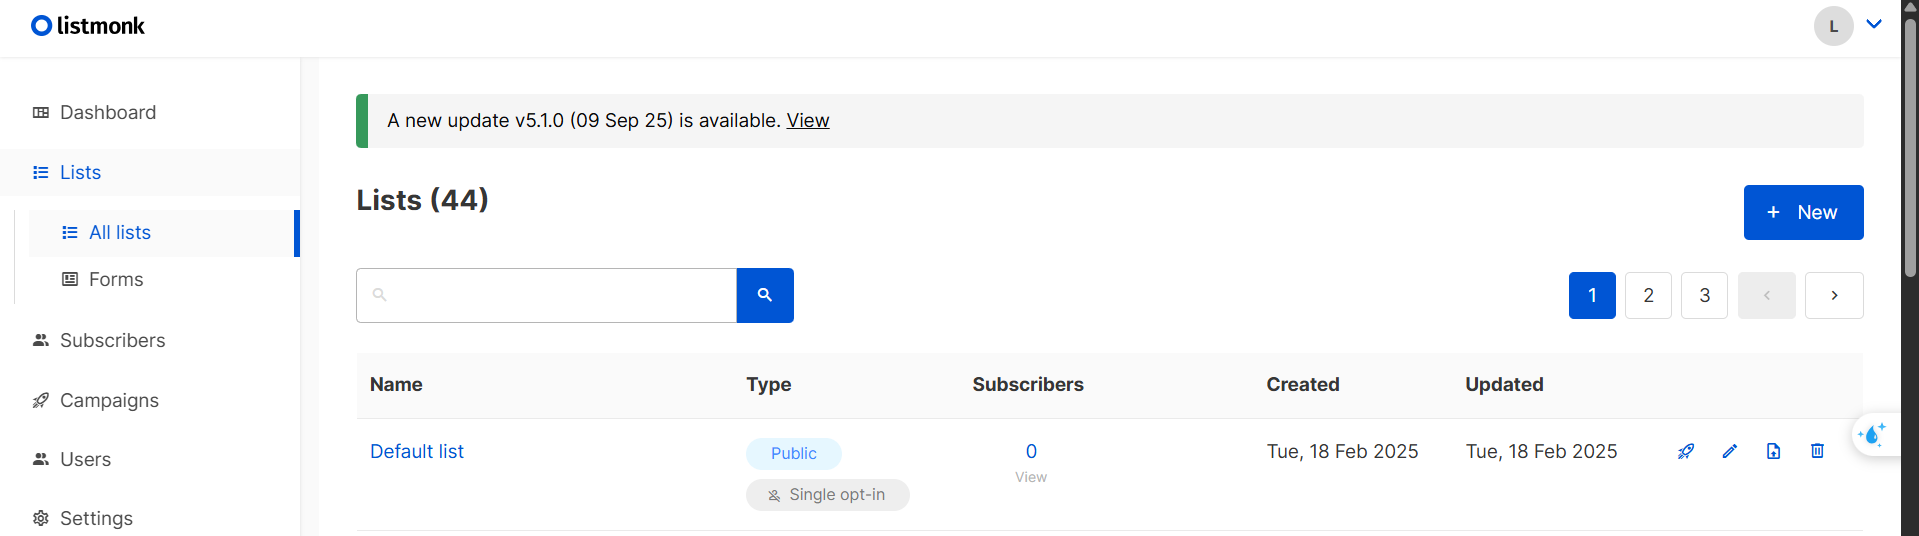 listmonk
L
Dashboard
Lists
All lists
Forms
Subscribers
Campaigns
Users
Settings
A new update v5.1.0 (09 Sep 25) is available. View
Lists (44)
+ New
1 2 3
Name Type Subscribers Created Updated
Default list Public 0 Tue, 18 Feb 2025 Tue, 18 Feb 2025
View
Single opt-in